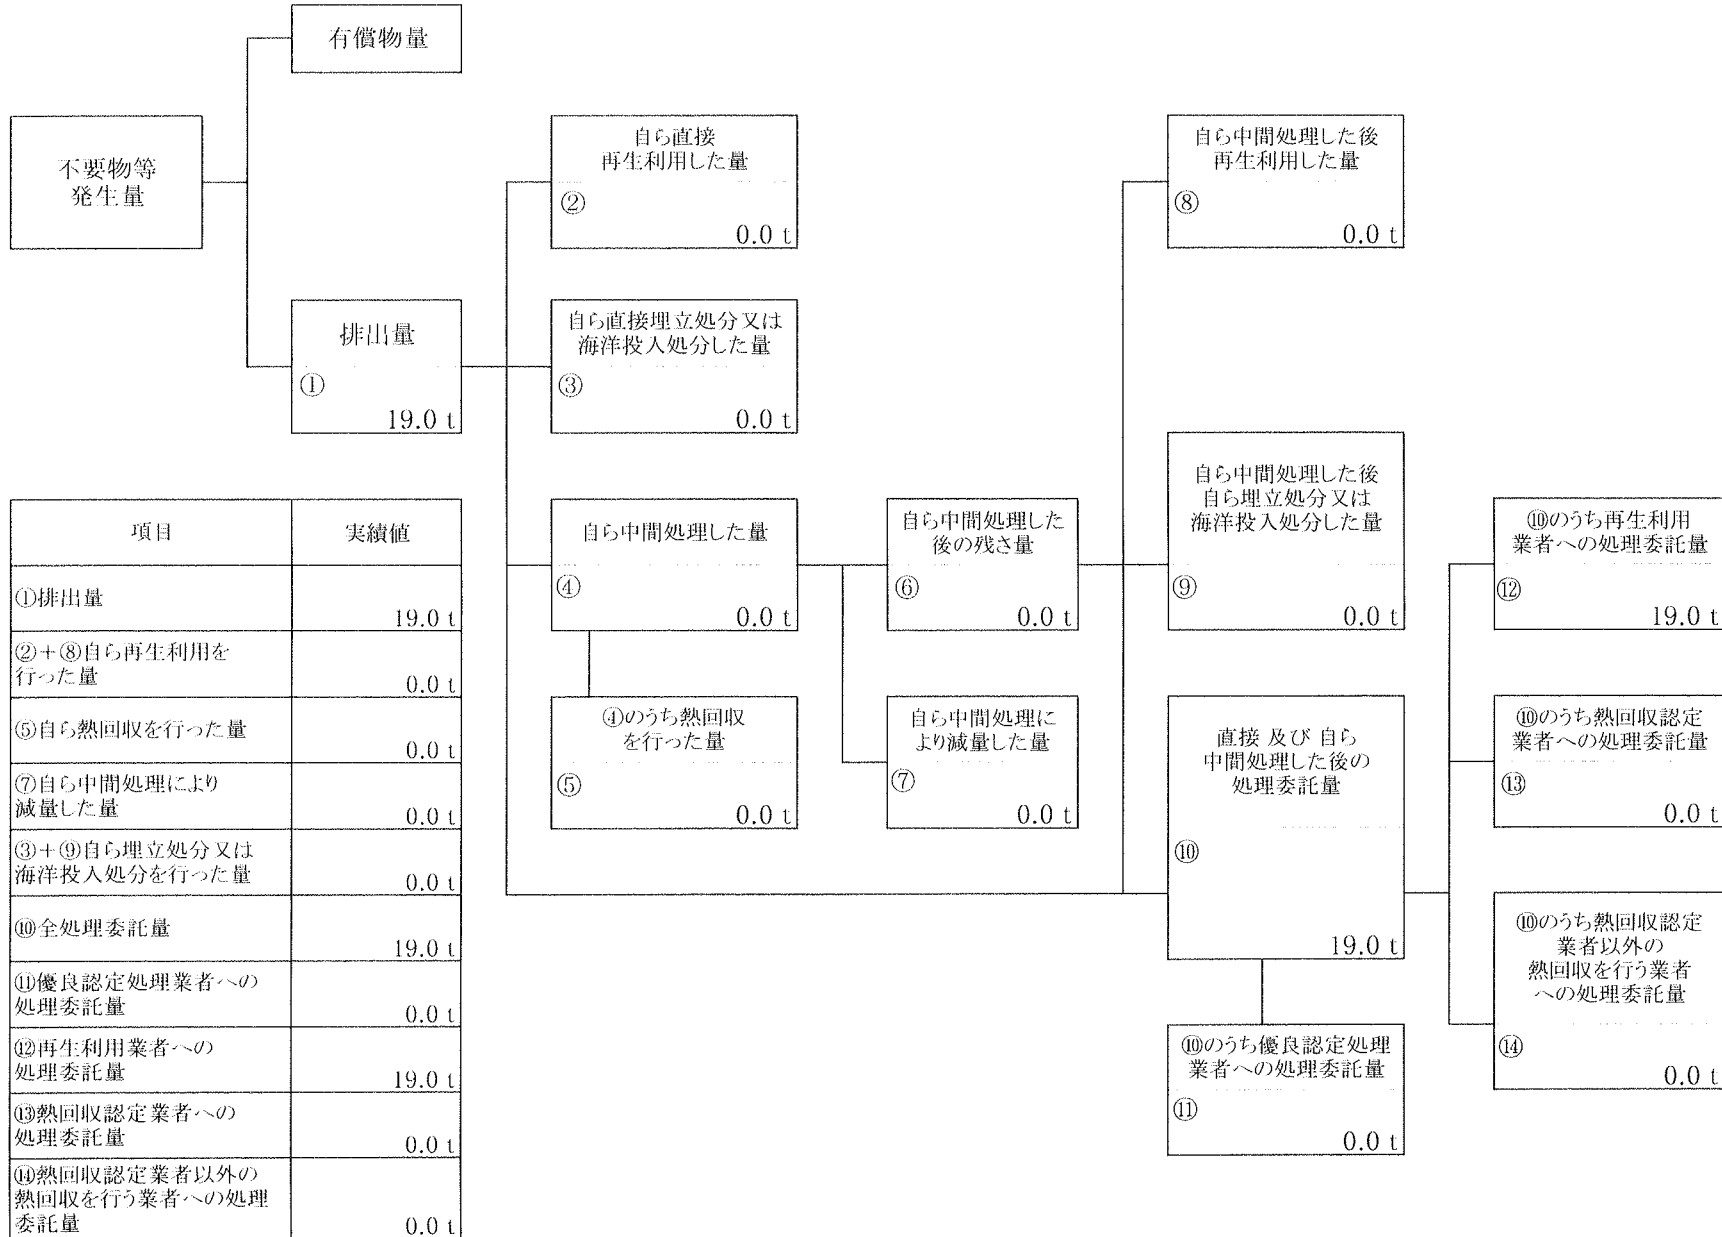 有償物量
不要物等
発生量
排出量
①
19.0 t
自ら直接
再生利用した量
②
0.0 t
自ら直接埋立処分又は
海洋投入処分した量
③
0.0 t
自ら中間処理した量
④
0.0 t
④のうち熱回収
を行った量
⑤
0.0 t
自ら中間処理した
後の残さ量
⑥
0.0 t
自ら中間処理に
より減量した量
⑦
0.0 t
自ら中間処理した後
再生利用した量
⑧
0.0 t
自ら中間処理した後
自ら埋立処分又は
海洋投入処分した量
⑨
0.0 t
直接 及び 自ら
中間処理した後の
処理委託量
⑩
19.0 t
⑩のうち優良認定処理
業者への処理委託量
⑪
0.0 t
⑩のうち再生利用
業者への処理委託量
⑫
19.0 t
⑩のうち熱回収認定
業者への処理委託量
⑬
0.0 t
⑩のうち熱回収認定
業者以外の
熱回収を行う業者
への処理委託量
⑭
0.0 t
項目 実績値
①排出量
19.0 t
②+⑧自ら再生利用を
行った量
0.0 t
⑤自ら熱回収を行った量
0.0 t
⑦自ら中間処理により
減量した量
0.0 t
③+⑨自ら埋立処分又は
海洋投入処分を行った量
0.0 t
⑩全処理委託量
19.0 t
⑪優良認定処理業者への
処理委託量
0.0 t
⑫再生利用業者への
処理委託量
19.0 t
⑬熱回収認定業者への
処理委託量
0.0 t
⑭熱回収認定業者以外の
熱回収を行う業者への処理
委託量
0.0 t